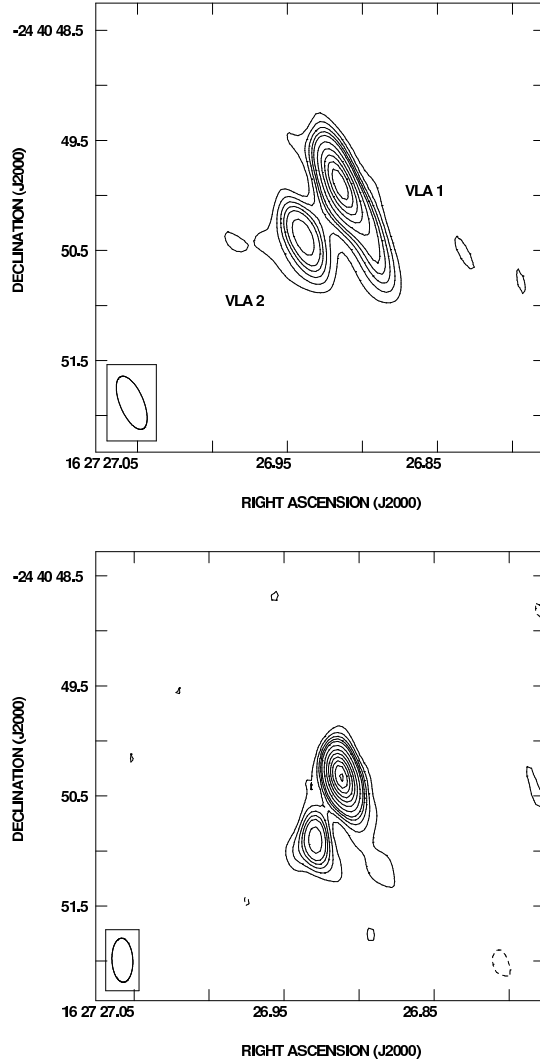 -24 40 48.5
49.5
VLA 1
DECLINATION (J2000)
50.5
VLA 2
51.5
16 27 27.05 26.95 26.85
RIGHT ASCENSION (J2000)
-24 40 48.5
49.5
DECLINATION (J2000)
50.5
51.5
16 27 27.05 26.95 26.85
RIGHT ASCENSION (J2000)